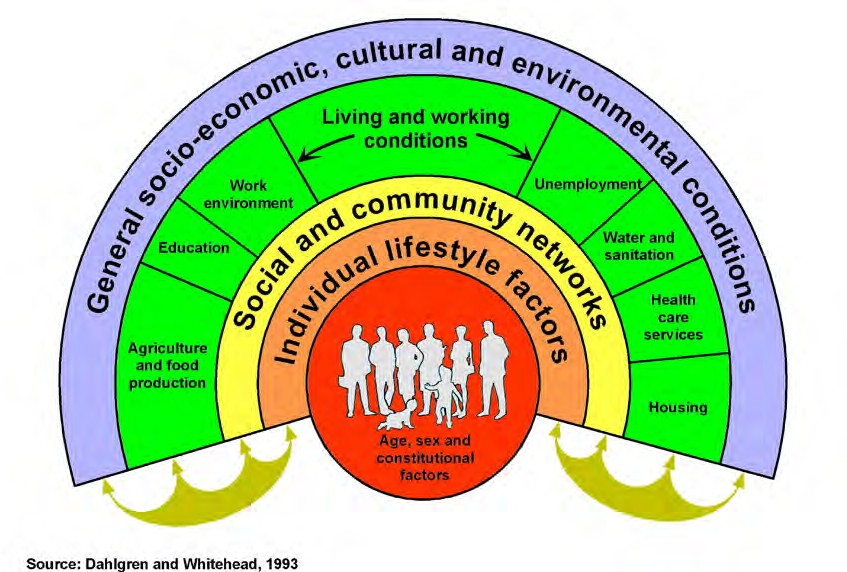 General socio-economic, cultural and environmental conditions
Living and working
conditions
Work
environment
Unemployment
Education
Water and
sanitation
Social and community networks
Individual lifestyle factors
Agriculture
and food
production
Health
care
services
Housing
Age, sex and
constitutional
factors
Source: Dahlgren and Whitehead, 1993